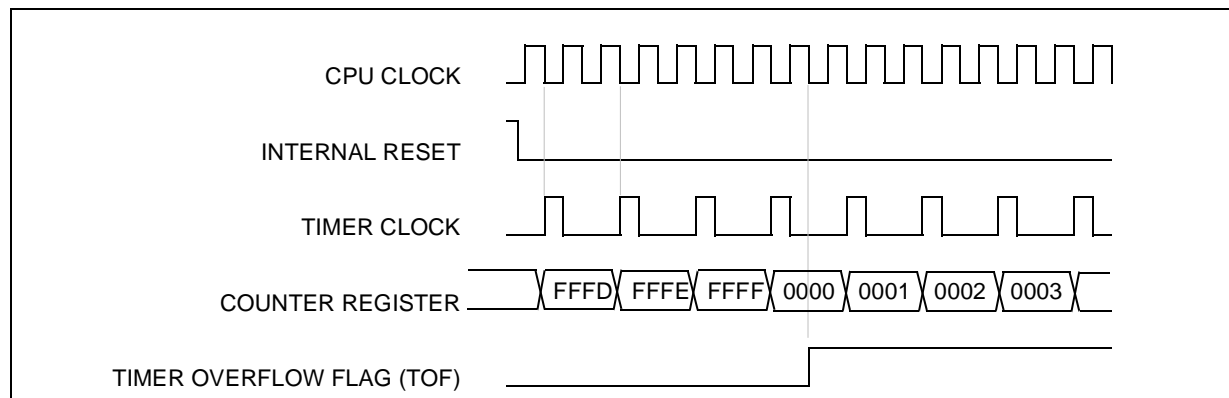 CPU CLOCK
INTERNAL RESET
TIMER CLOCK
COUNTER REGISTER FFFD FFFE FFFF 0000 0001 0002 0003
TIMER OVERFLOW FLAG (TOF)